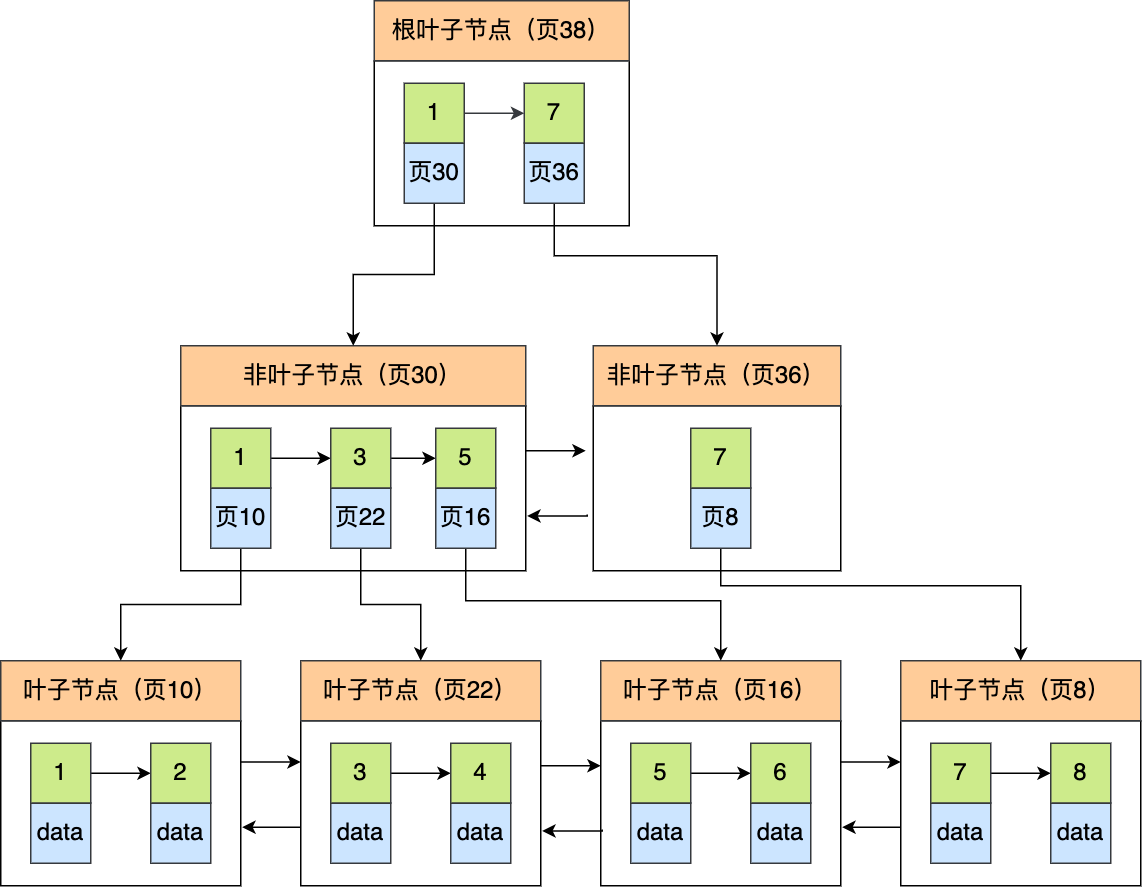 根叶子节点（页38）
1
7
页30
页36
非叶子节点（页30）
非叶子节点（页36）
1
3
5
7
页10
页22
页16
页8
叶子节点（页10）
叶子节点（页22）
叶子节点（页16）
叶子节点（页8）
1
2
3
4
5
6
7
8
data
data
data
data
data
data
data
data